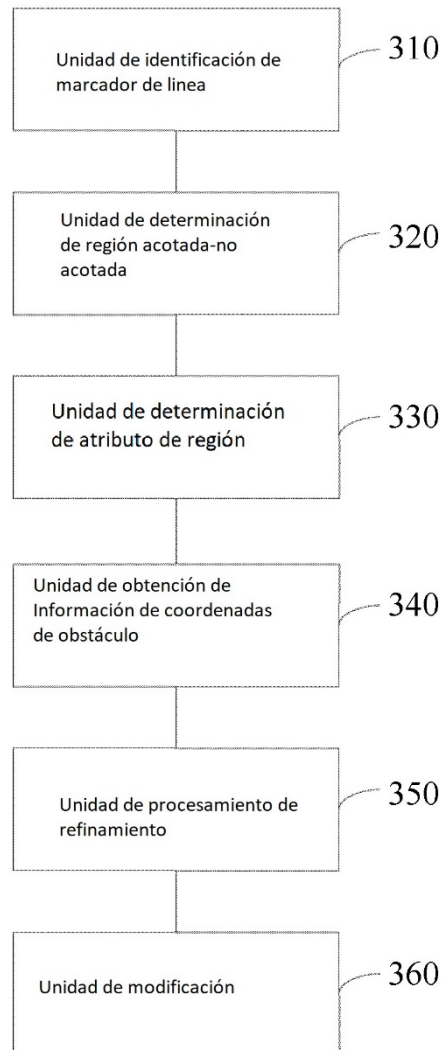 Unidad de identificación de
marcador de linea
310
Unidad de determinación
de región acotada-no
acotada
320
Unidad de determinación
de atributo de región
330
Unidad de obtención de
Información de coordenadas
de obstáculo
340
Unidad de procesamiento de
refinamiento
350
Unidad de modificación
360